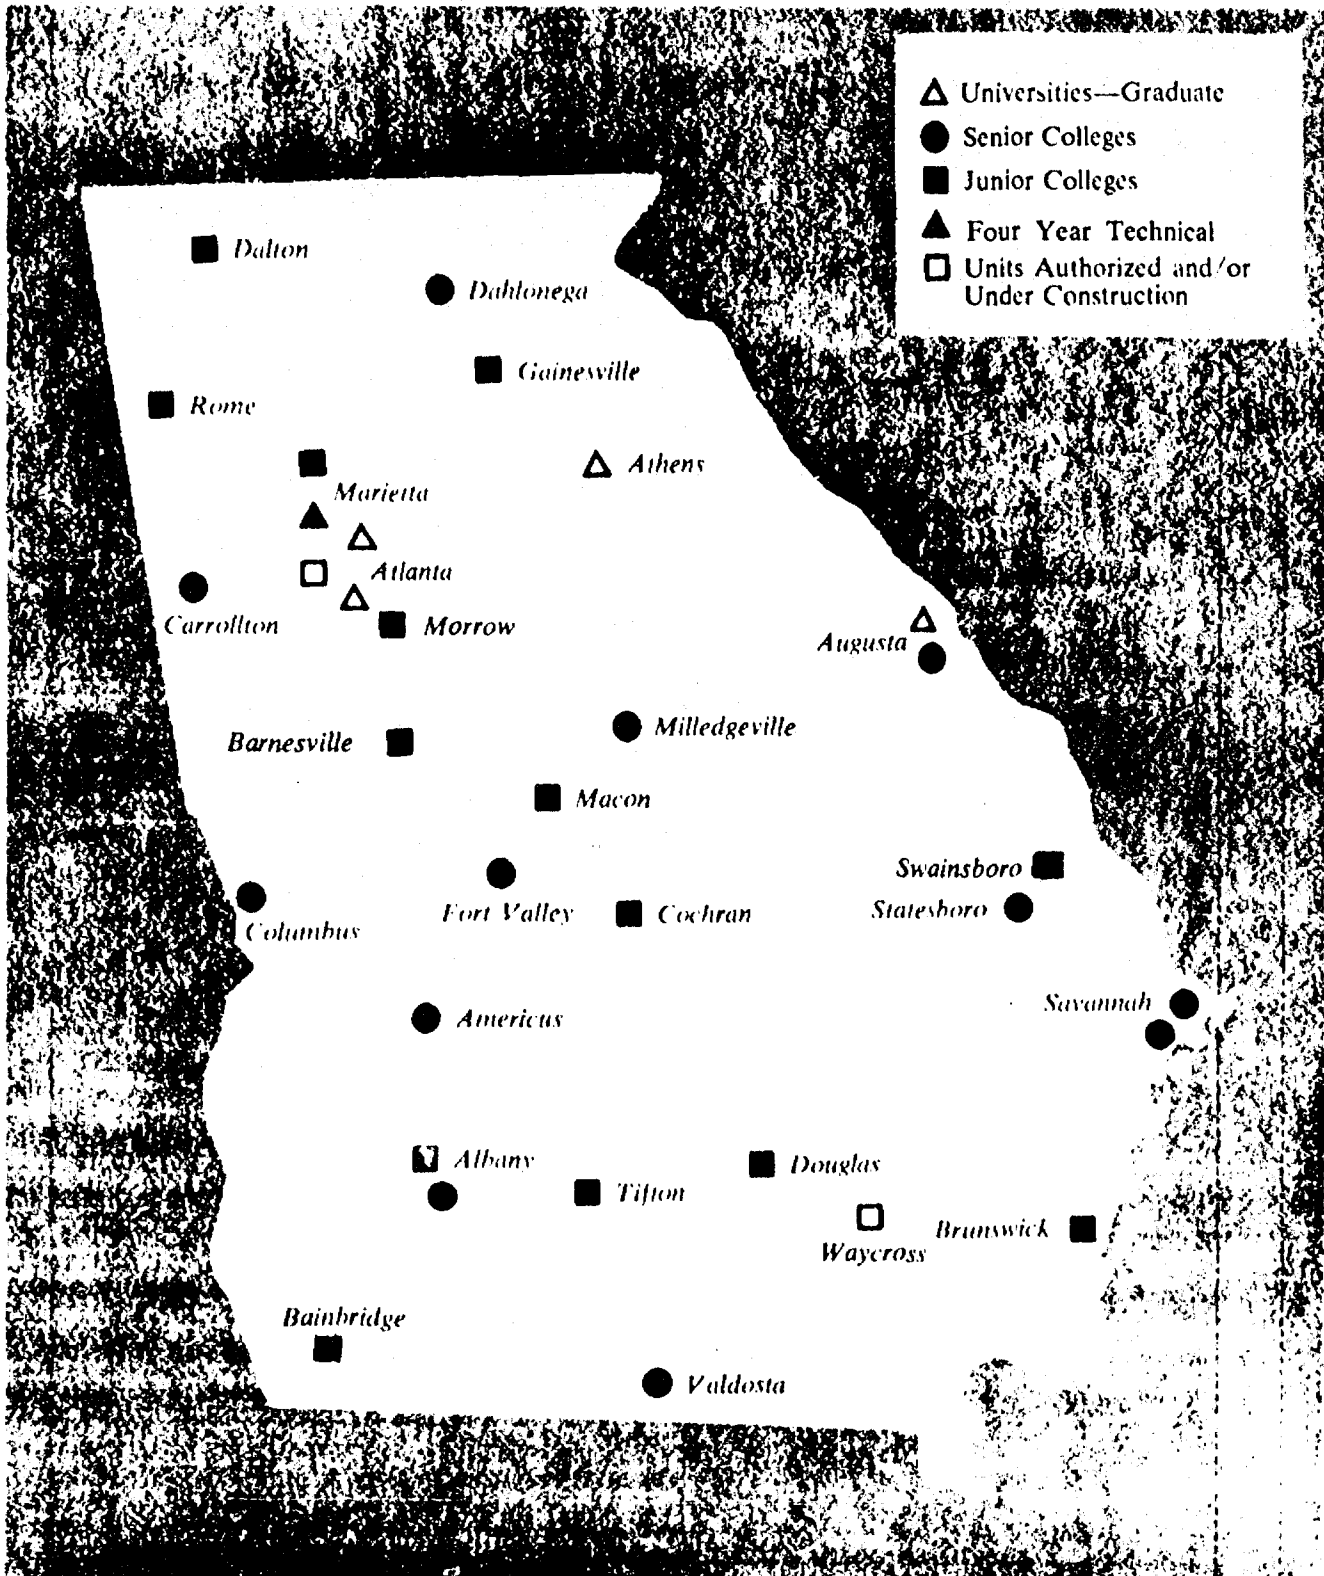 Universities—Graduate
Senior Colleges
Junior Colleges
Four Year Technical
Units Authorized and/or
Under Construction
Dalton
Dahlonega
Gainesville
Rome
Athens
Marietta
Atlanta
Carrollton
Morrow
Augusta
Milledgeville
Barnesville
Macon
Swainsboro
Fort Valley
Cochran
Statesboro
Columbus
Savannah
Americus
Albany
Douglas
Tifton
Brunswick
Waycross
Bainbridge
Valdosta